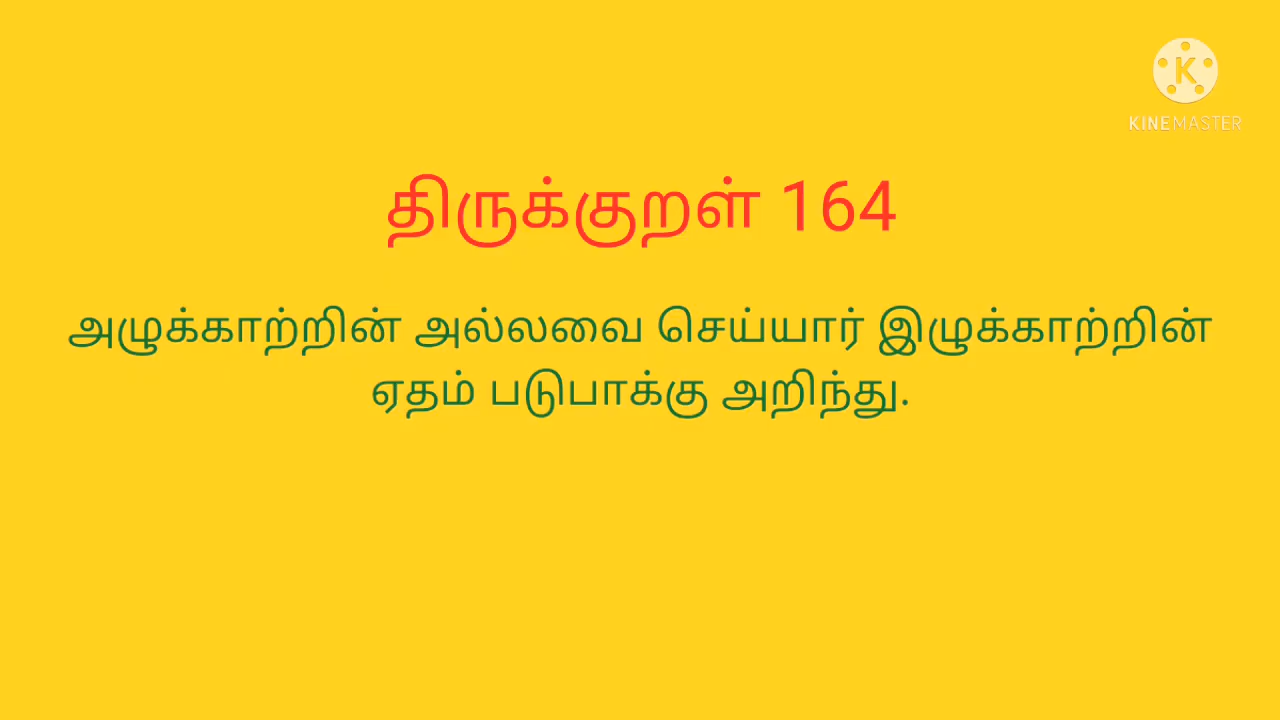 K
KINEMASTER
திருக்குறள் 164
அழுக்காற்றின் அல்லவை செய்யார் இழுக்காற்றின்
ஏதம் படுபாக்கு அறிந்து.